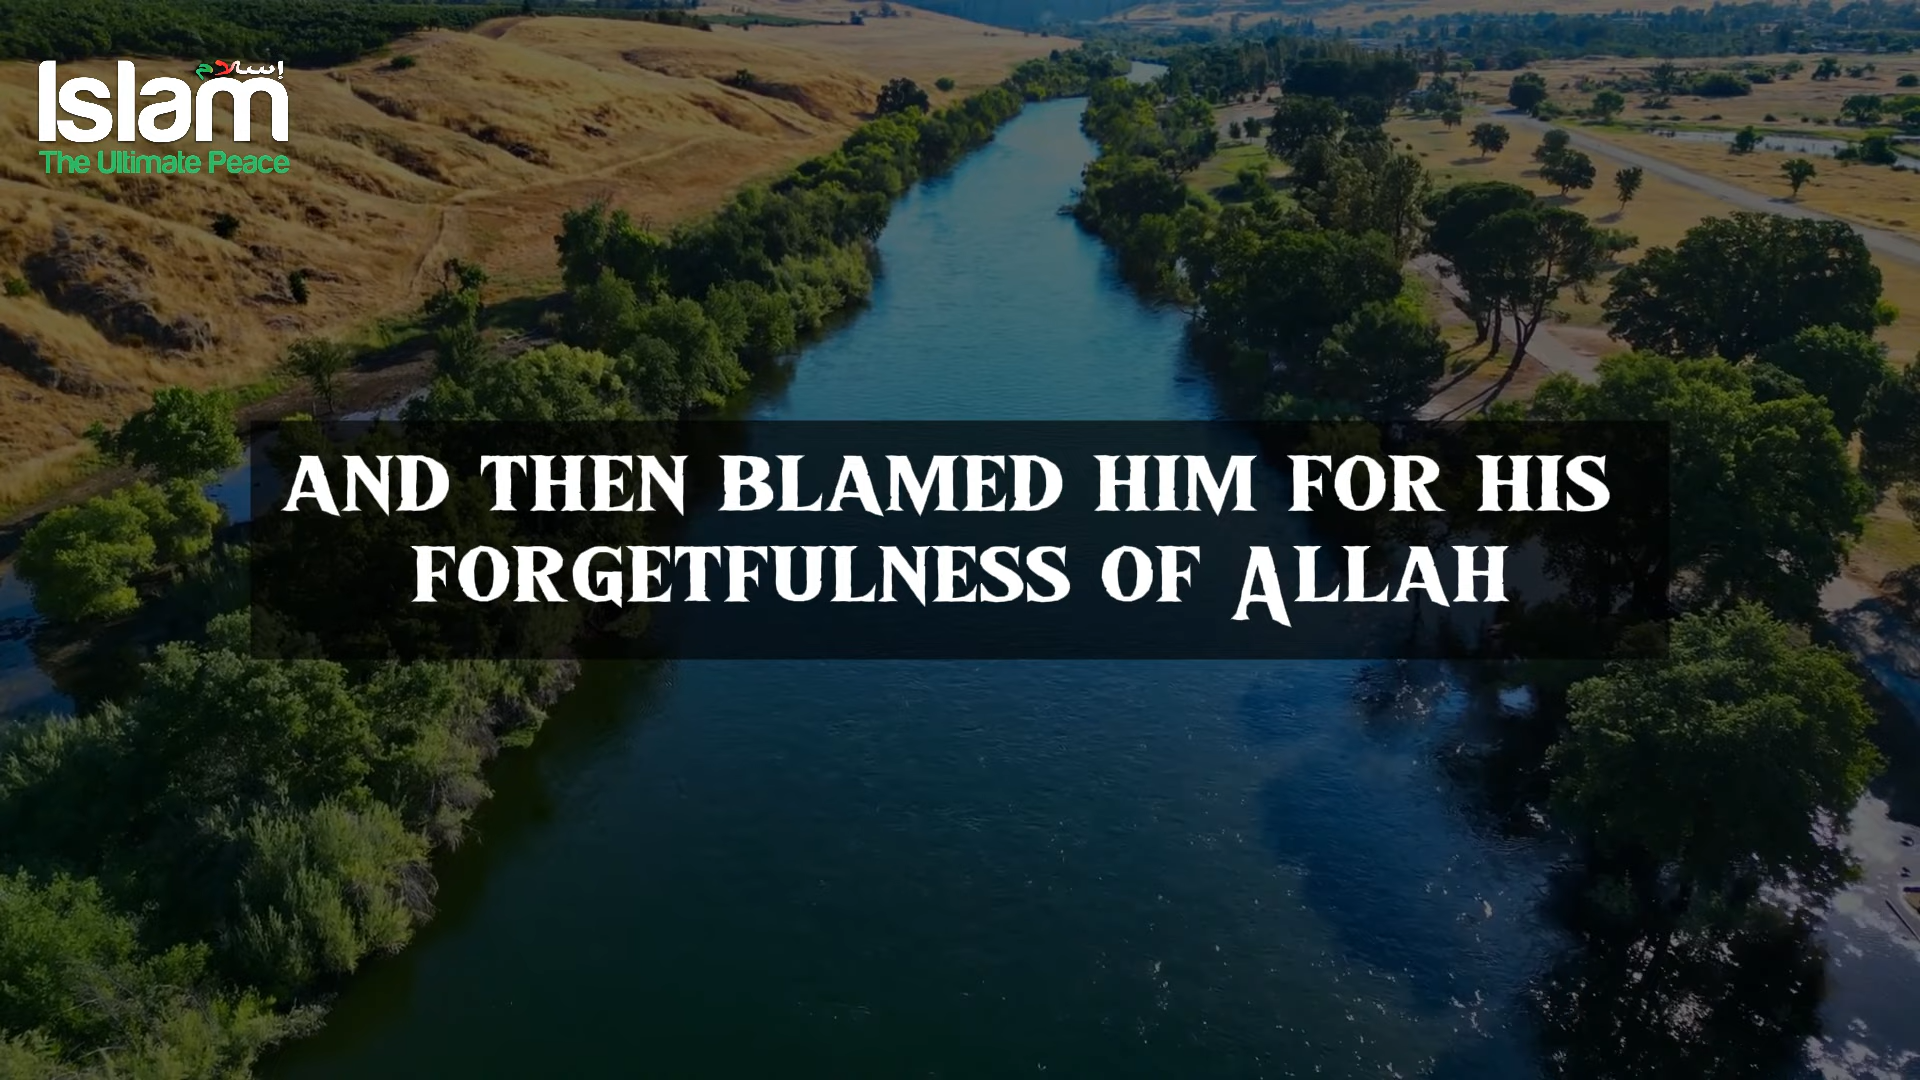 Islam
إسلام
The Ultimate Peace
AND THEN BLAMED HIM FOR HIS
FORGETFULNESS OF ALLAH